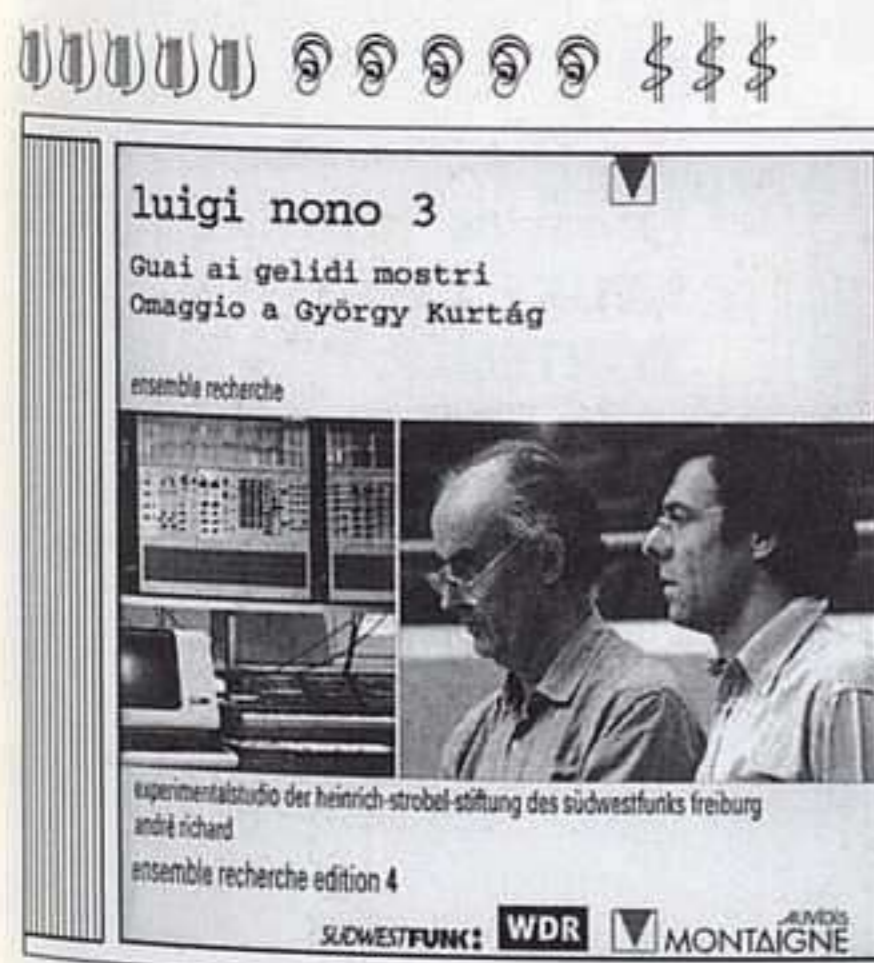 luigi nono 3
Guai ai gelidi mostri
Omaggio a György Kurtág
ensemble recherche
experimentalstudio der heinrich-strobel-stiftung des südwestfunks freiburg
andré richard
ensemble recherche edition 4
SÜDWESTFUNK: WDR AUVIDIS
MONTAIGNE